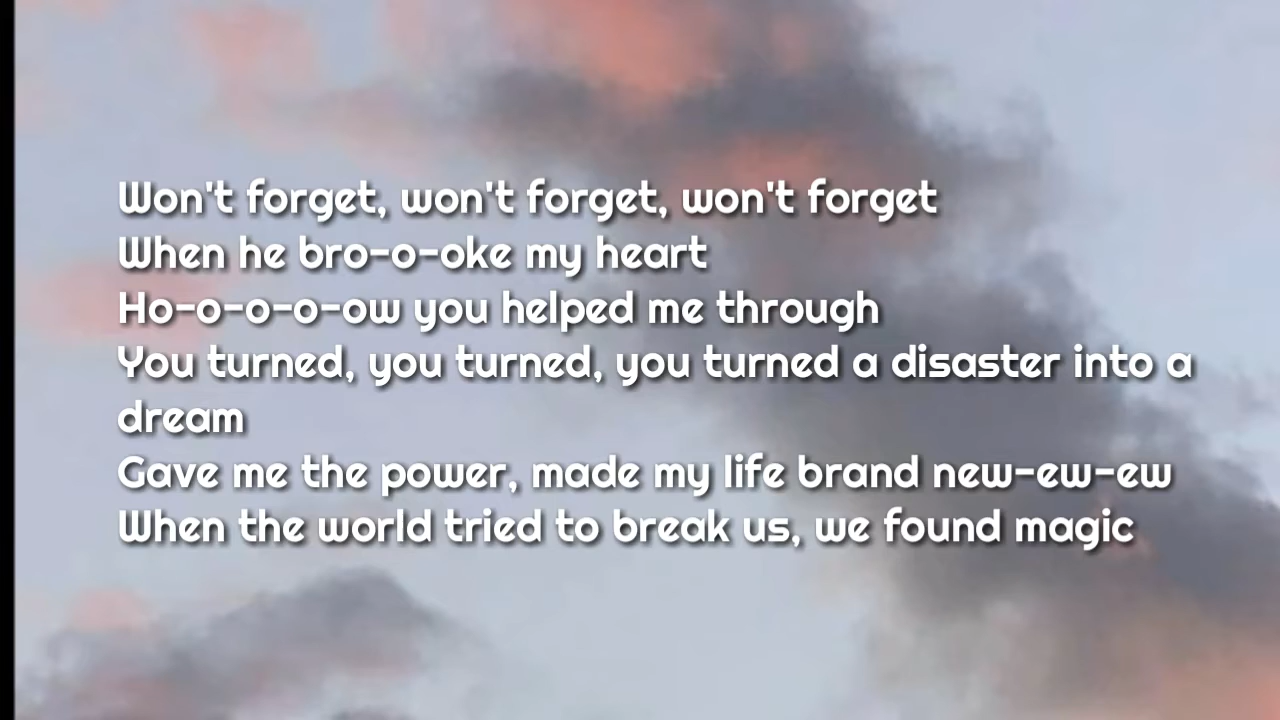 Won't forget, won't forget, won't forget
When he bro-o-oke my heart
Ho-o-o-o-ow you helped me through
You turned, you turned, you turned a disaster into a
dream
Gave me the power, made my life brand new-ew-ew
When the world tried to break us, we found magic